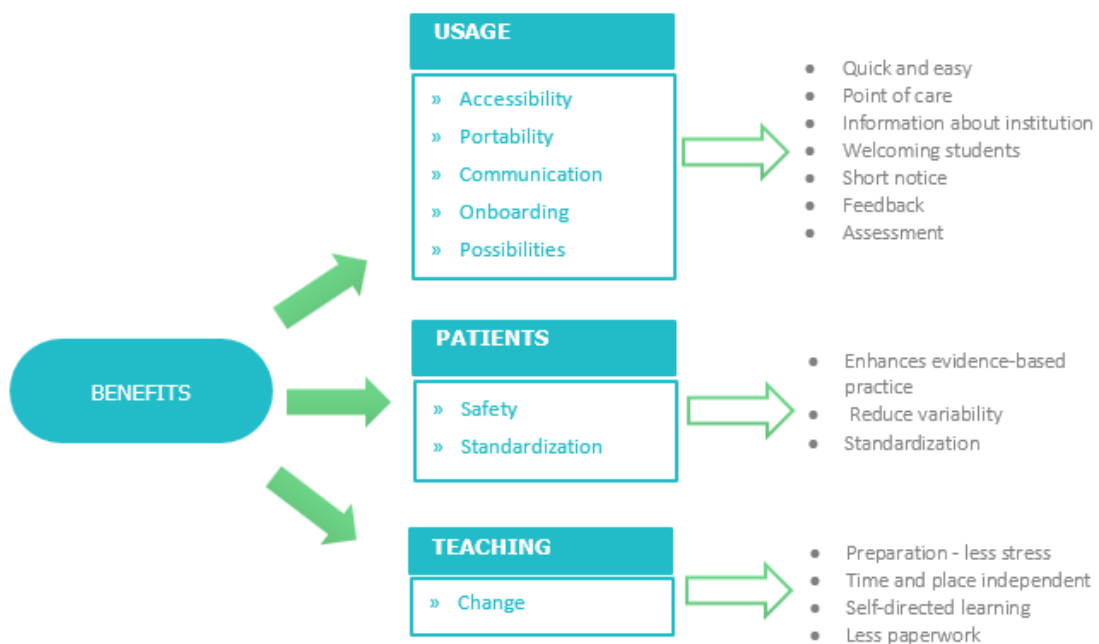 BENEFITS
USAGE
» Accessibility
» Portability
» Communication
» Onboarding
» Possibilities
● Quick and easy
● Point of care
● Information about institution
● Welcoming students
● Short notice
● Feedback
● Assessment
PATIENTS
» Safety
» Standardization
● Enhances evidence-based
practice
● Reduce variability
● Standardization
TEACHING
» Change
● Preparation - less stress
● Time and place independent
● Self-directed learning
● Less paperwork